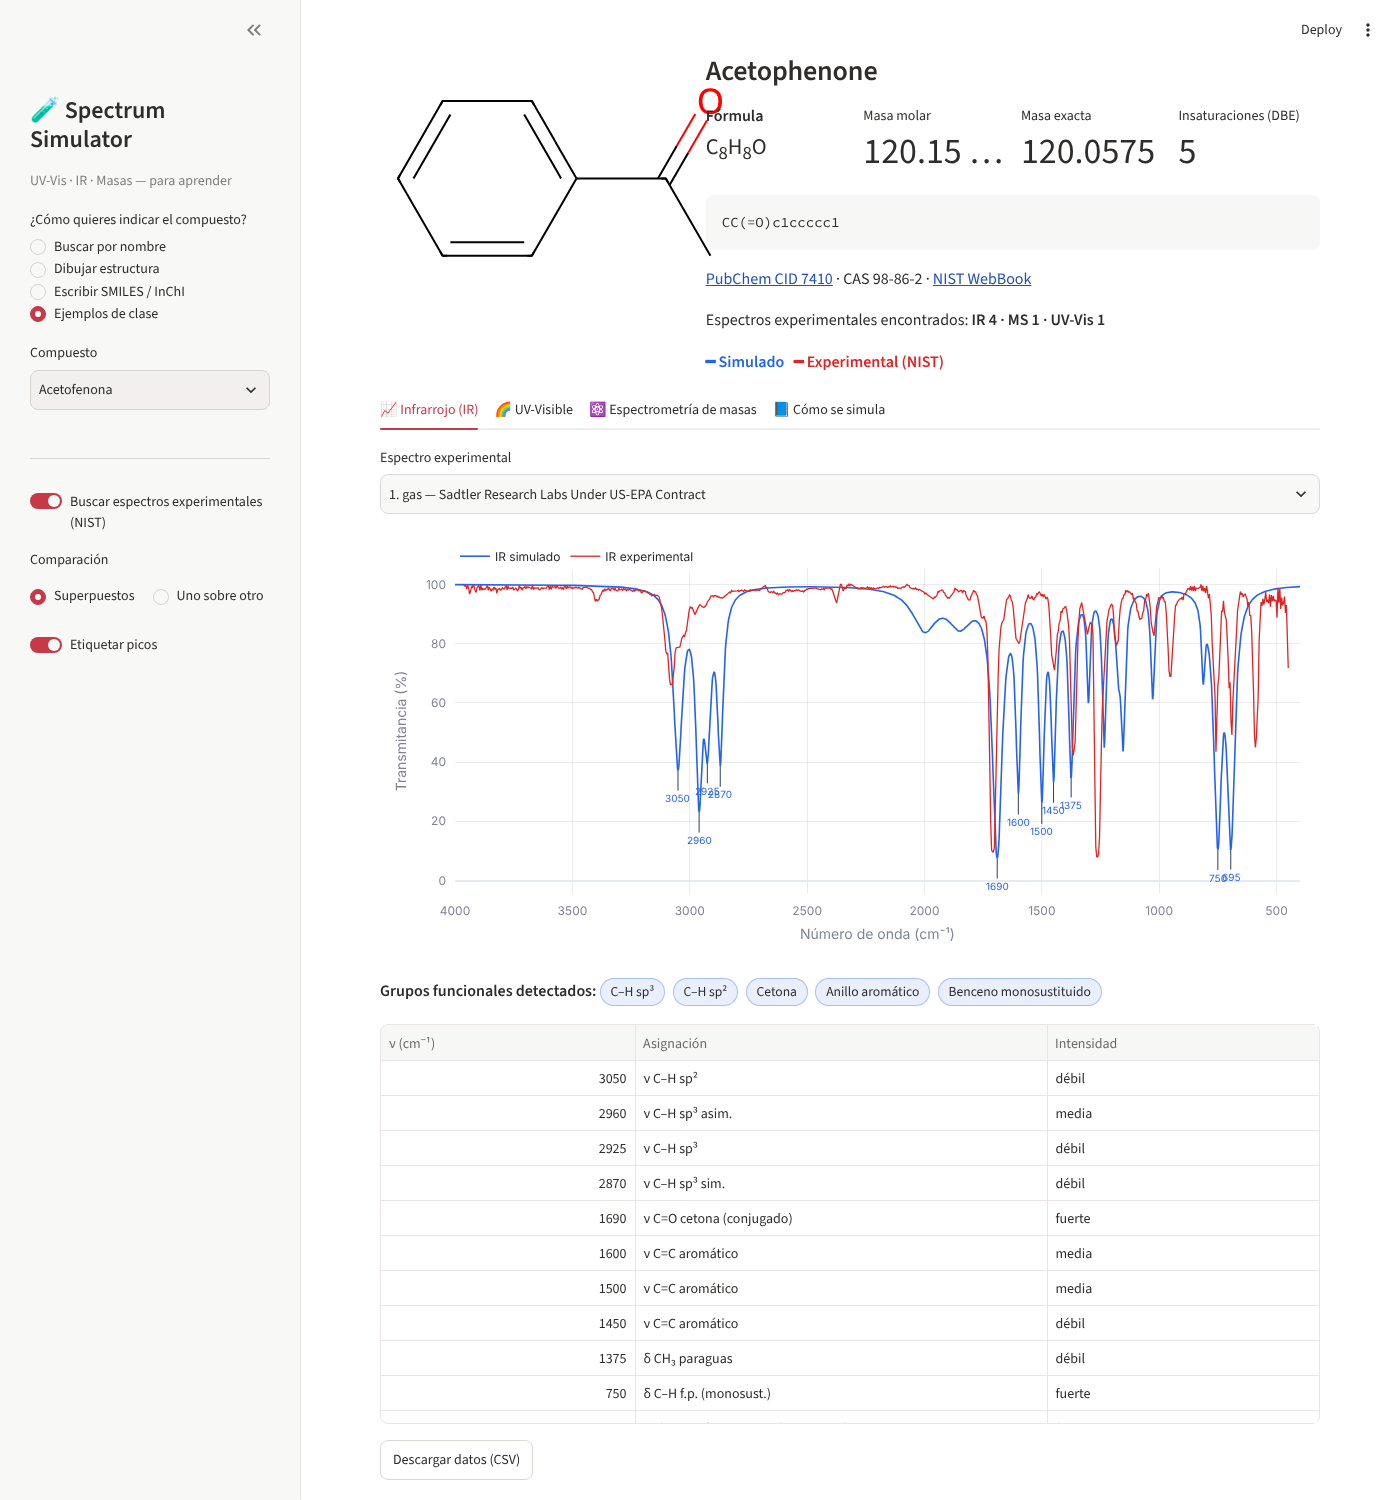 Deploy
🧪 Spectrum
Simulator
UV-Vis · IR · Masas — para aprender
¿Cómo quieres indicar el compuesto?
Buscar por nombre
Dibujar estructura
Escribir SMILES / InChI
Ejemplos de clase
Compuesto
Acetofenona
Buscar espectros experimentales
(NIST)
Comparación
Superpuestos Uno sobre otro
Etiquetar picos
Acetophenone
O
Fórmula Masa molar Masa exacta Insaturaciones (DBE)
C₈H₈O 120.15 … 120.0575 5
CC(=O)c1ccccc1
PubChem CID 7410 · CAS 98-86-2 · NIST WebBook
Espectros experimentales encontrados: IR 4 · MS 1 · UV-Vis 1
Simulado Experimental (NIST)
📈 Infrarrojo (IR) 🌈 UV-Visible ⚛️ Espectrometría de masas 📘 Cómo se simula
Espectro experimental
1. gas — Sadtler Research Labs Under US-EPA Contract
IR simulado IR experimental
Transmitancia (%)
100
80
60
40
20
0
3050
2960
2925
2870
1690
1600
1500
1450
1375
750
695
4000 3500 3000 2500 2000 1500 1000 500
Número de onda (cm⁻¹)
Grupos funcionales detectados: C–H sp³ C–H sp² Cetona Anillo aromático Benceno monosustituido
ν (cm⁻¹) Asignación Intensidad
3050 ν C–H sp² débil
2960 ν C–H sp³ asim. media
2925 ν C–H sp³ débil
2870 ν C–H sp³ sim. débil
1690 ν C=O cetona (conjugado) fuerte
1600 ν C=C aromático media
1500 ν C=C aromático media
1450 ν C=C aromático débil
1375 δ CH₃ paraguas débil
750 δ C–H f.p. (monosust.) fuerte
Descargar datos (CSV)